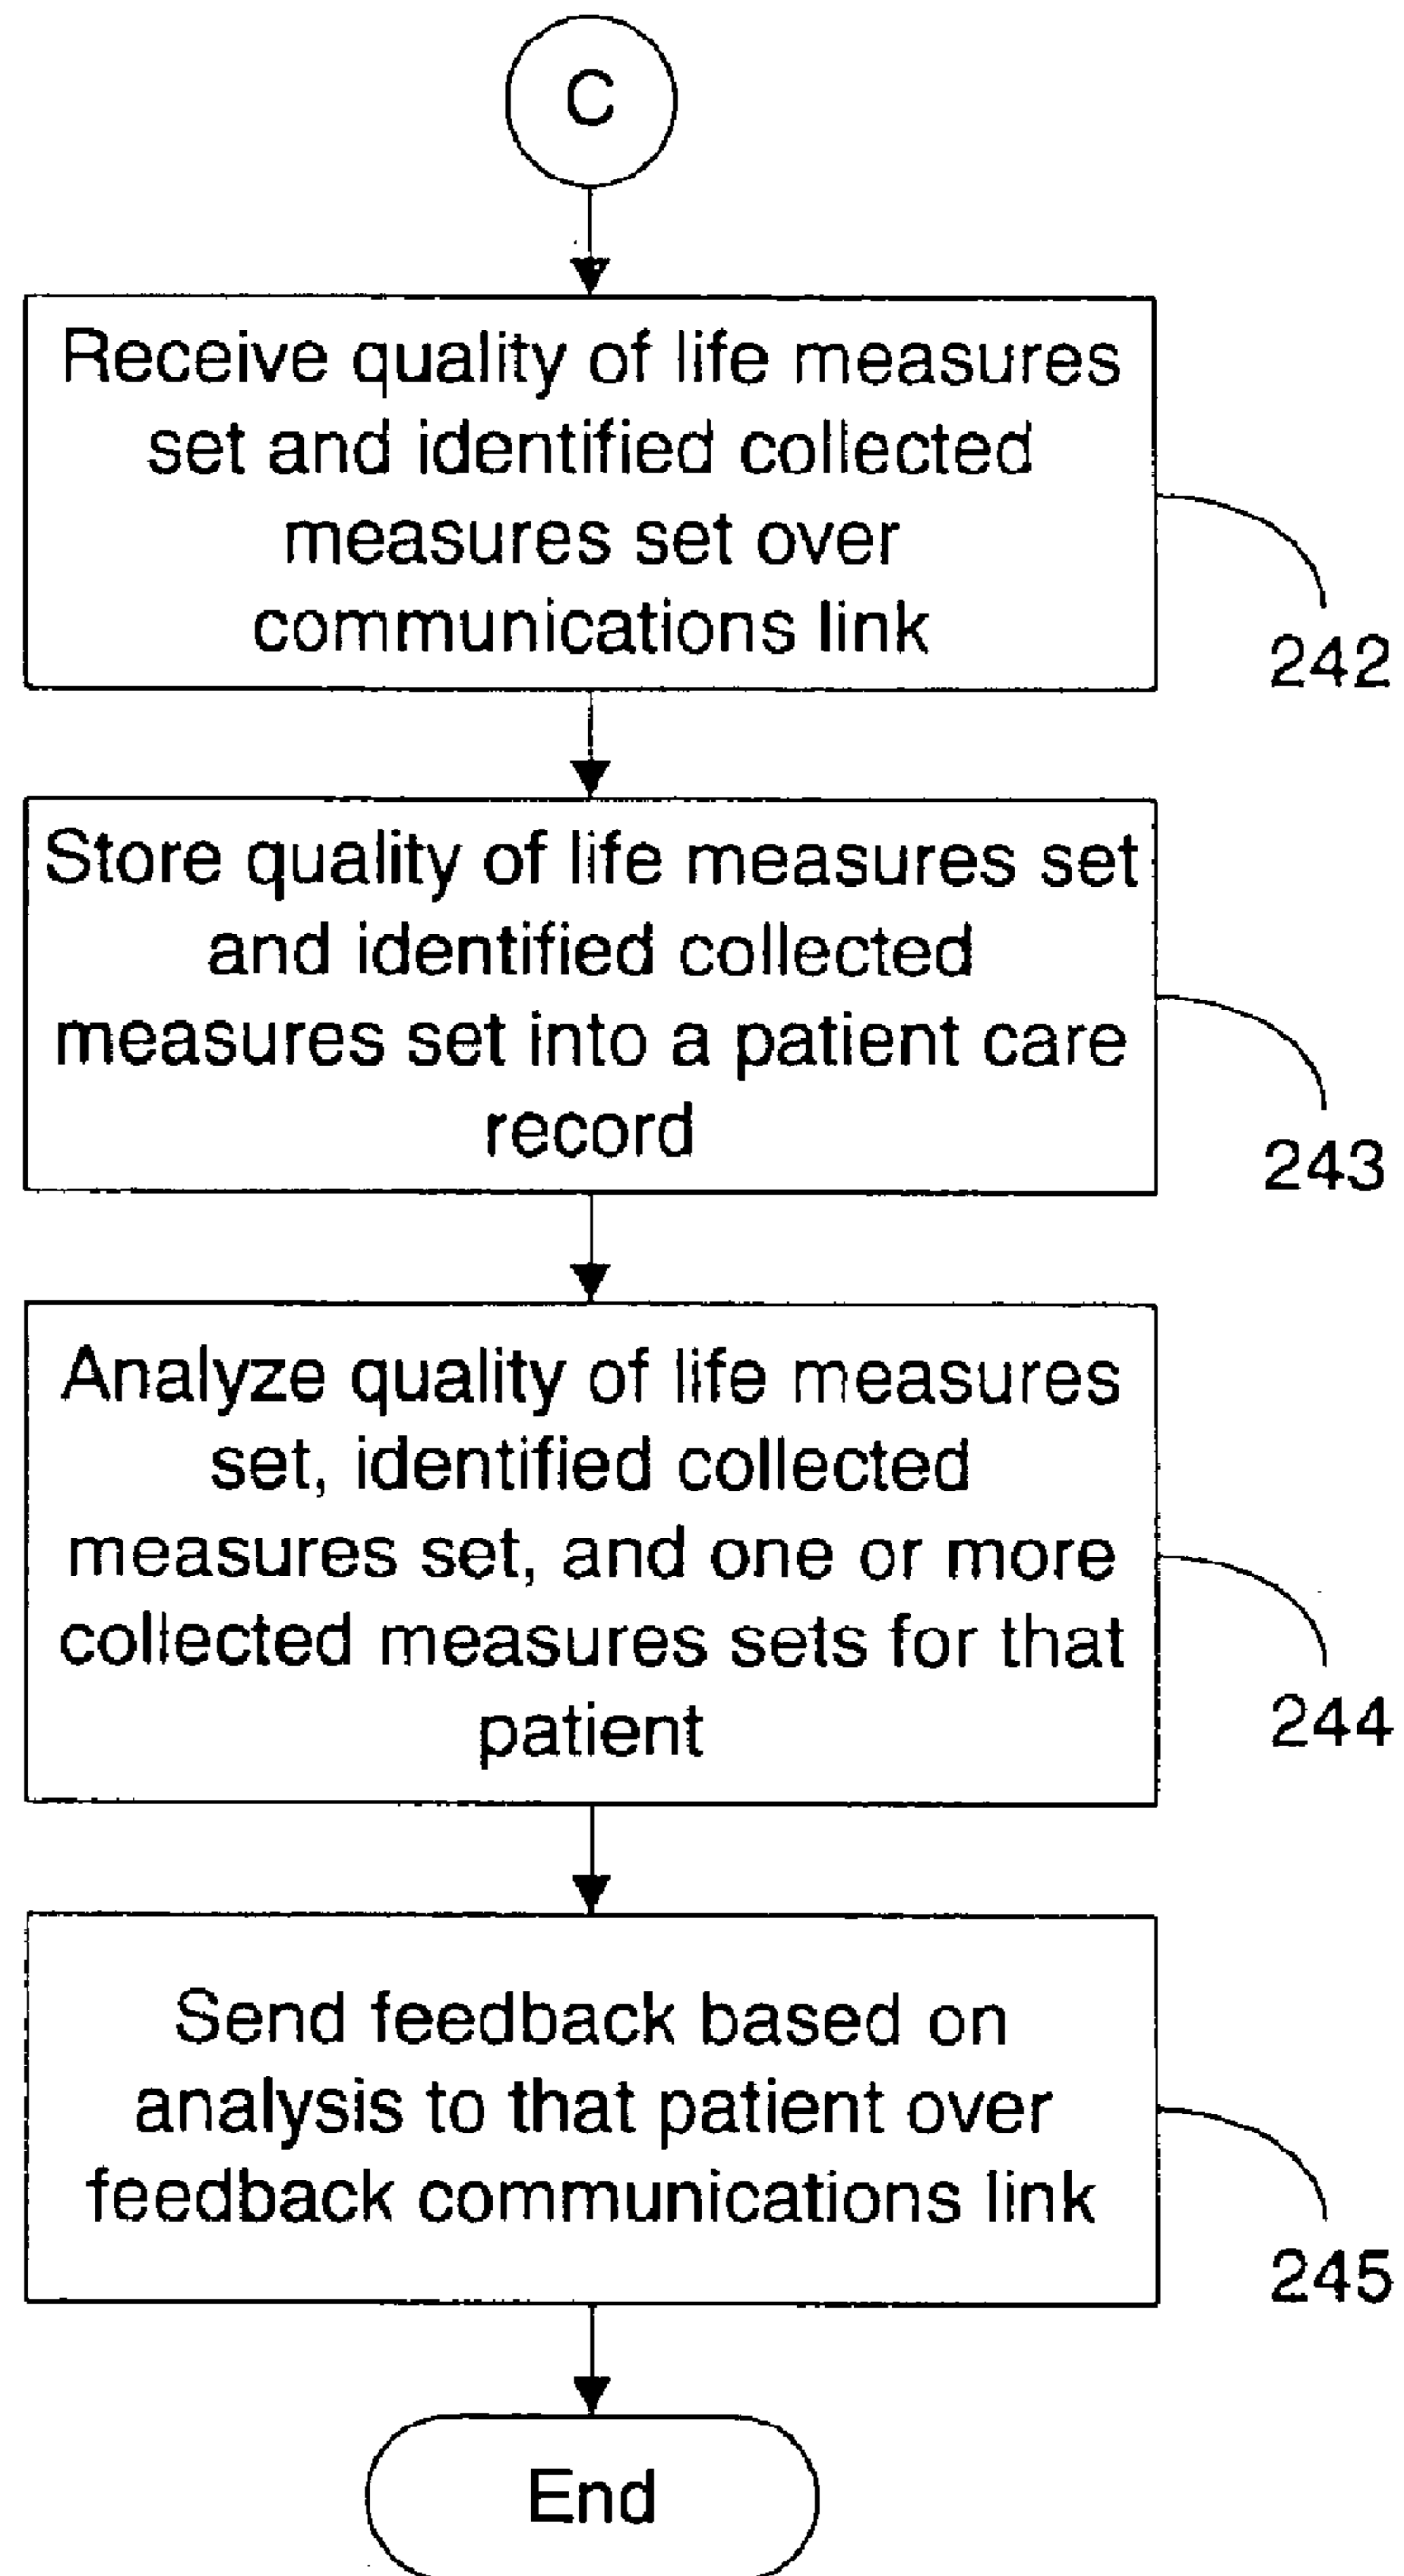 C
Receive quality of life measures
set and identified collected
measures set over
communications link
242
Store quality of life measures set
and identified collected
measures set into a patient care
record
243
Analyze quality of life measures
set, identified collected
measures set, and one or more
collected measures sets for that
patient
244
Send feedback based on
analysis to that patient over
feedback communications link
245
End